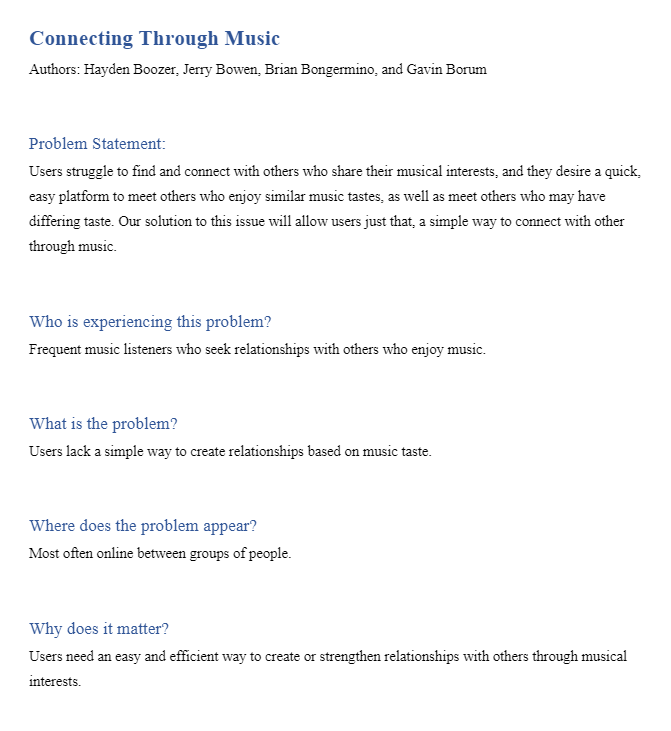 Connecting Through Music
Authors: Hayden Boozer, Jerry Bowen, Brian Bongermino, and Gavin Borum
Problem Statement:
Users struggle to find and connect with others who share their musical interests, and they desire a quick,
easy platform to meet others who enjoy similar music tastes, as well as meet others who may have
differing taste. Our solution to this issue will allow users just that, a simple way to connect with other
through music.
Who is experiencing this problem?
Frequent music listeners who seek relationships with others who enjoy music.
What is the problem?
Users lack a simple way to create relationships based on music taste.
Where does the problem appear?
Most often online between groups of people.
Why does it matter?
Users need an easy and efficient way to create or strengthen relationships with others through musical
interests.